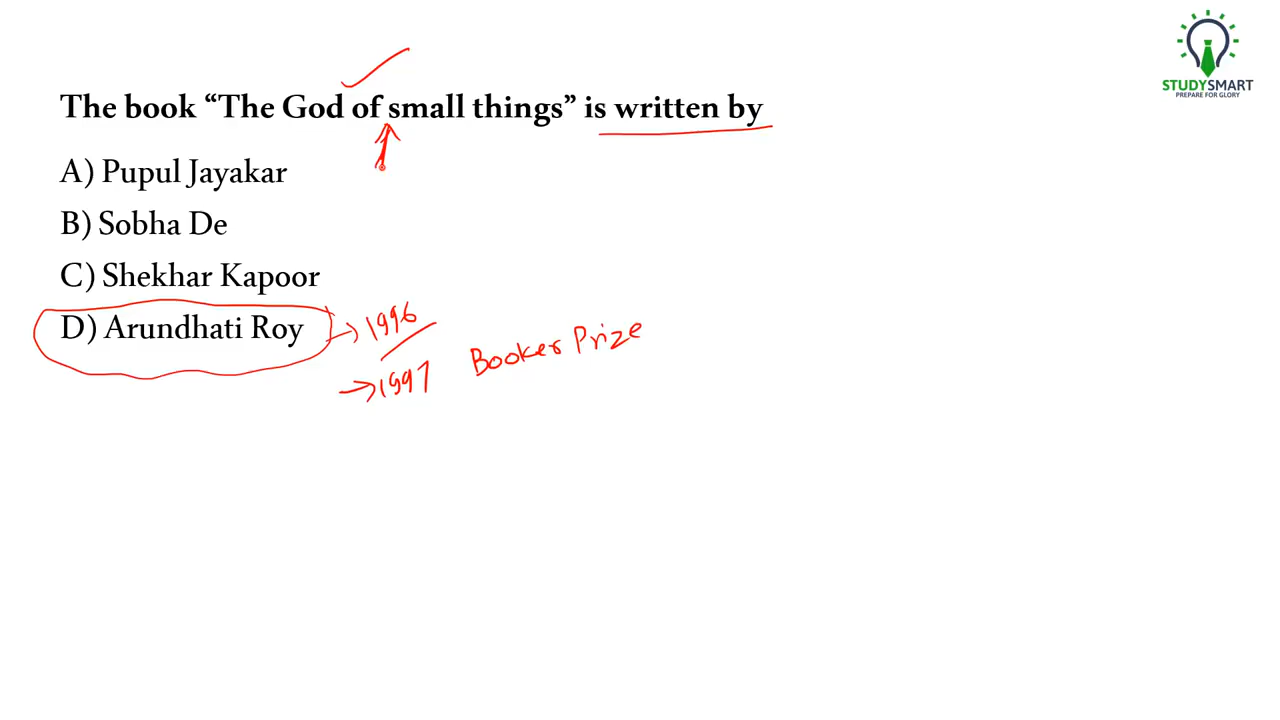 STUDYSMART
PREPARE FOR GLORY
The book “The God of small things” is written by
A) Pupul Jayakar
B) Sobha De
C) Shekhar Kapoor
D) Arundhati Roy
1996
1997 Booker Prize